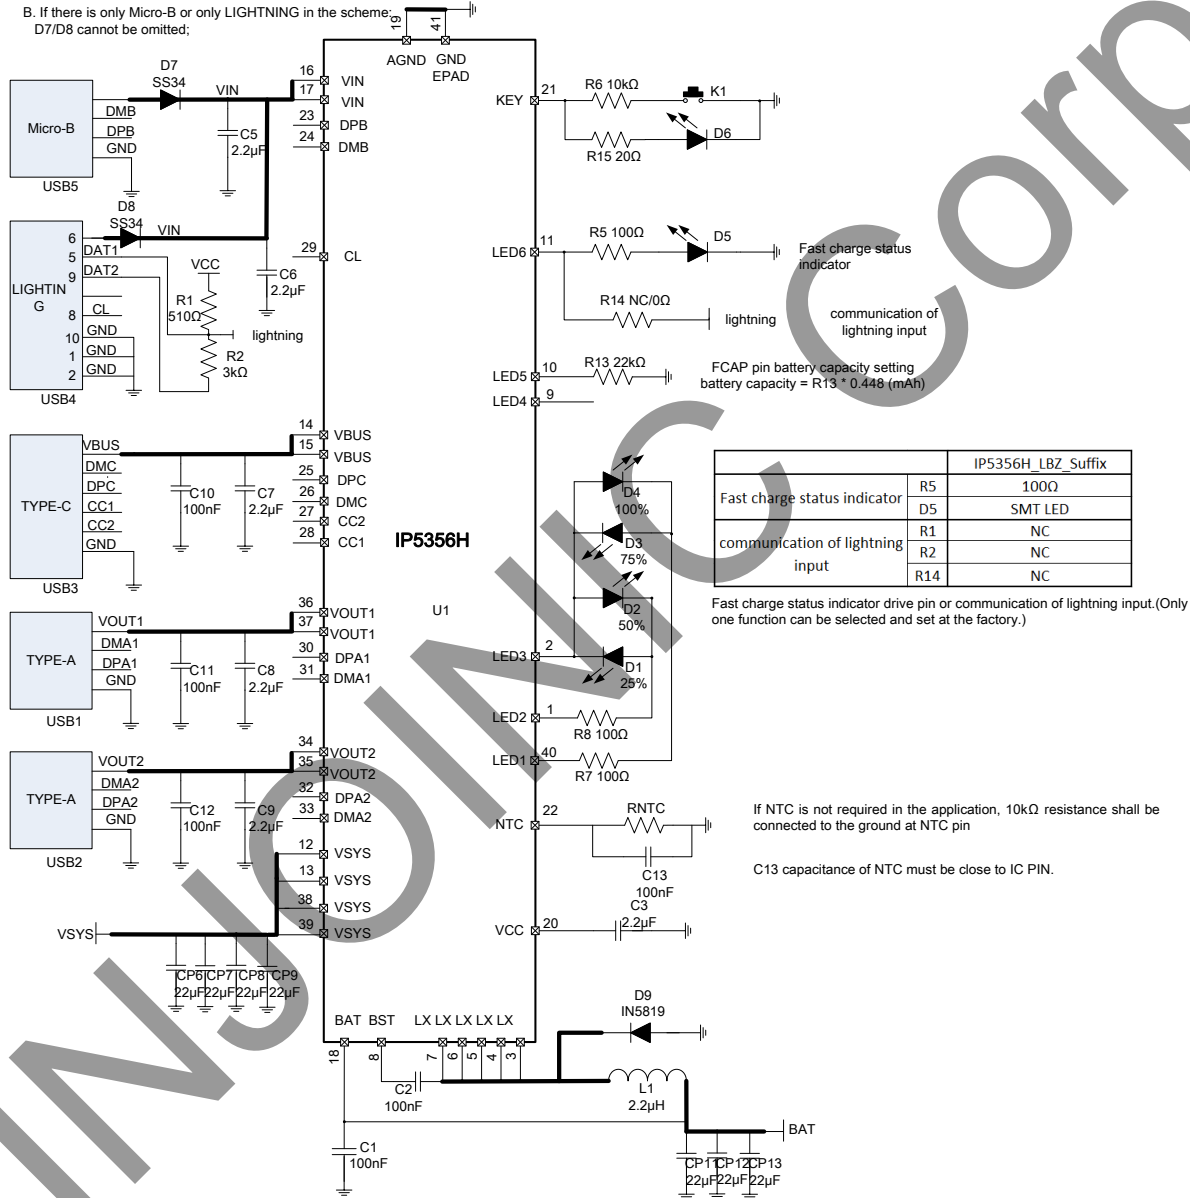 B. If there is only Micro-B or only LIGHTNING in the scheme;
D7/D8 cannot be omitted;
19
41
AGND
GND
EPAD
D7
SS34
VIN
Micro-B
DMB
DPB
GND
USB5
C5
2.2μF
16
VIN
17
VIN
23
DPB
24
DMB
21
KEY
R6 10kΩ
K1
D6
R15 20Ω
D8
SS34
VIN
6
DAT1
5
DAT2
9
LIGHTIN
G
CL
8
GND
10
GND
1
GND
2
USB4
VCC
R1
510Ω
lightning
R2
3kΩ
C6
2.2μF
29
CL
11
LED6
R5 100Ω
D5
Fast charge status
indicator
R14 NC/0Ω
lightning
communication of
lightning input
10
LED5
R13 22kΩ
FCAP pin battery capacity setting
battery capacity = R13 * 0.448 (mAh)
9
LED4
VBUS
DMC
DPC
TYPE-C
CC1
CC2
GND
USB3
C10
100nF
C7
2.2μF
14
VBUS
15
VBUS
25
DPC
26
DMC
27
CC2
28
CC1
IP5356H
U1
D4
100%
D3
75%
D2
50%
D1
25%
2
LED3
1
LED2
R8 100Ω
40
LED1
R7 100Ω
IP5356H_LBZ_Suffix
Fast charge status indicator
R5 100Ω
D5 SMT LED
communication of lightning
input
R1 NC
R2 NC
R14 NC
Fast charge status indicator drive pin or communication of lightning input.(Only
one function can be selected and set at the factory.)
VOUT1
DMA1
TYPE-A
DPA1
GND
USB1
C11
100nF
C8
2.2μF
36
VOUT1
37
VOUT1
30
DPA1
31
DMA1
VOUT2
DMA2
TYPE-A
DPA2
GND
USB2
C12
100nF
C9
2.2μF
34
VOUT2
35
VOUT2
32
DPA2
33
DMA2
12
VSYS
13
VSYS
38
VSYS
39
VSYS
VSYS
CP6 CP7 CP8 CP9
22μF 22μF 22μF 22μF
22
NTC
RNTC
C13
100nF
If NTC is not required in the application, 10kΩ resistance shall be
connected to the ground at NTC pin
C13 capacitance of NTC must be close to IC PIN.
20
VCC
C3
2.2μF
BAT BST LX LX LX LX LX
18
8
7
6
5
4
3
D9
IN5819
C2
100nF
L1
2.2μH
C1
100nF
BAT
CP11 CP12 CP13
22μF 22μF 22μF
INJOINIC Corp